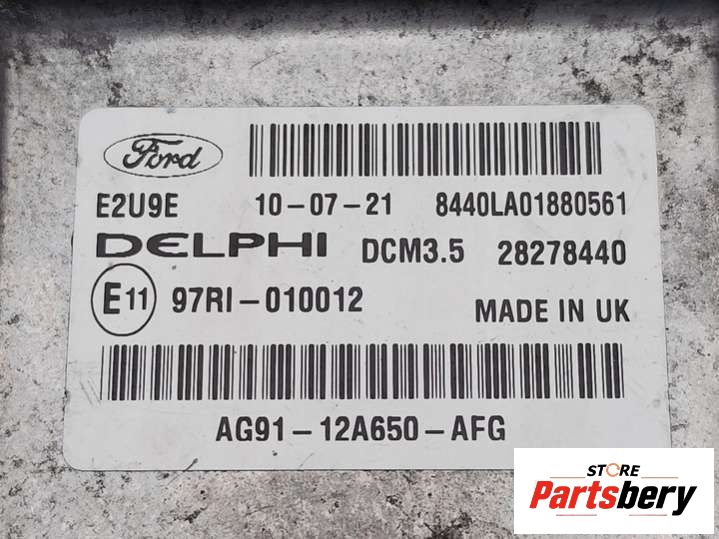 Ford
E2U9E 10-07-21 8440LA01880561
DELPHI DCM3.5 28278440
E11 97RI-010012 MADE IN UK
AG91-12A650-AFG
STORE
Partsbery